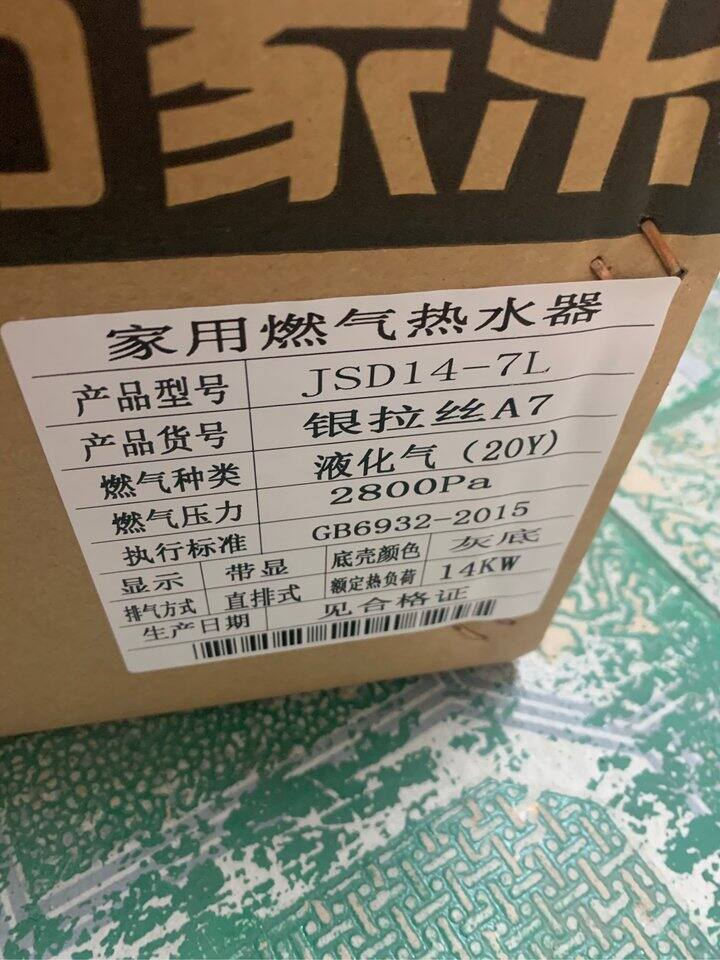 家米
家用燃气热水器
产品型号 JSD14-7L
产品货号 银拉丝A7
燃气种类 液化气(20Y)
燃气压力 2800Pa
执行标准 GB6932-2015
显示 带显 底壳颜色 灰底
排气方式 直排式 额定热负荷 14KW
生产日期 见合格证